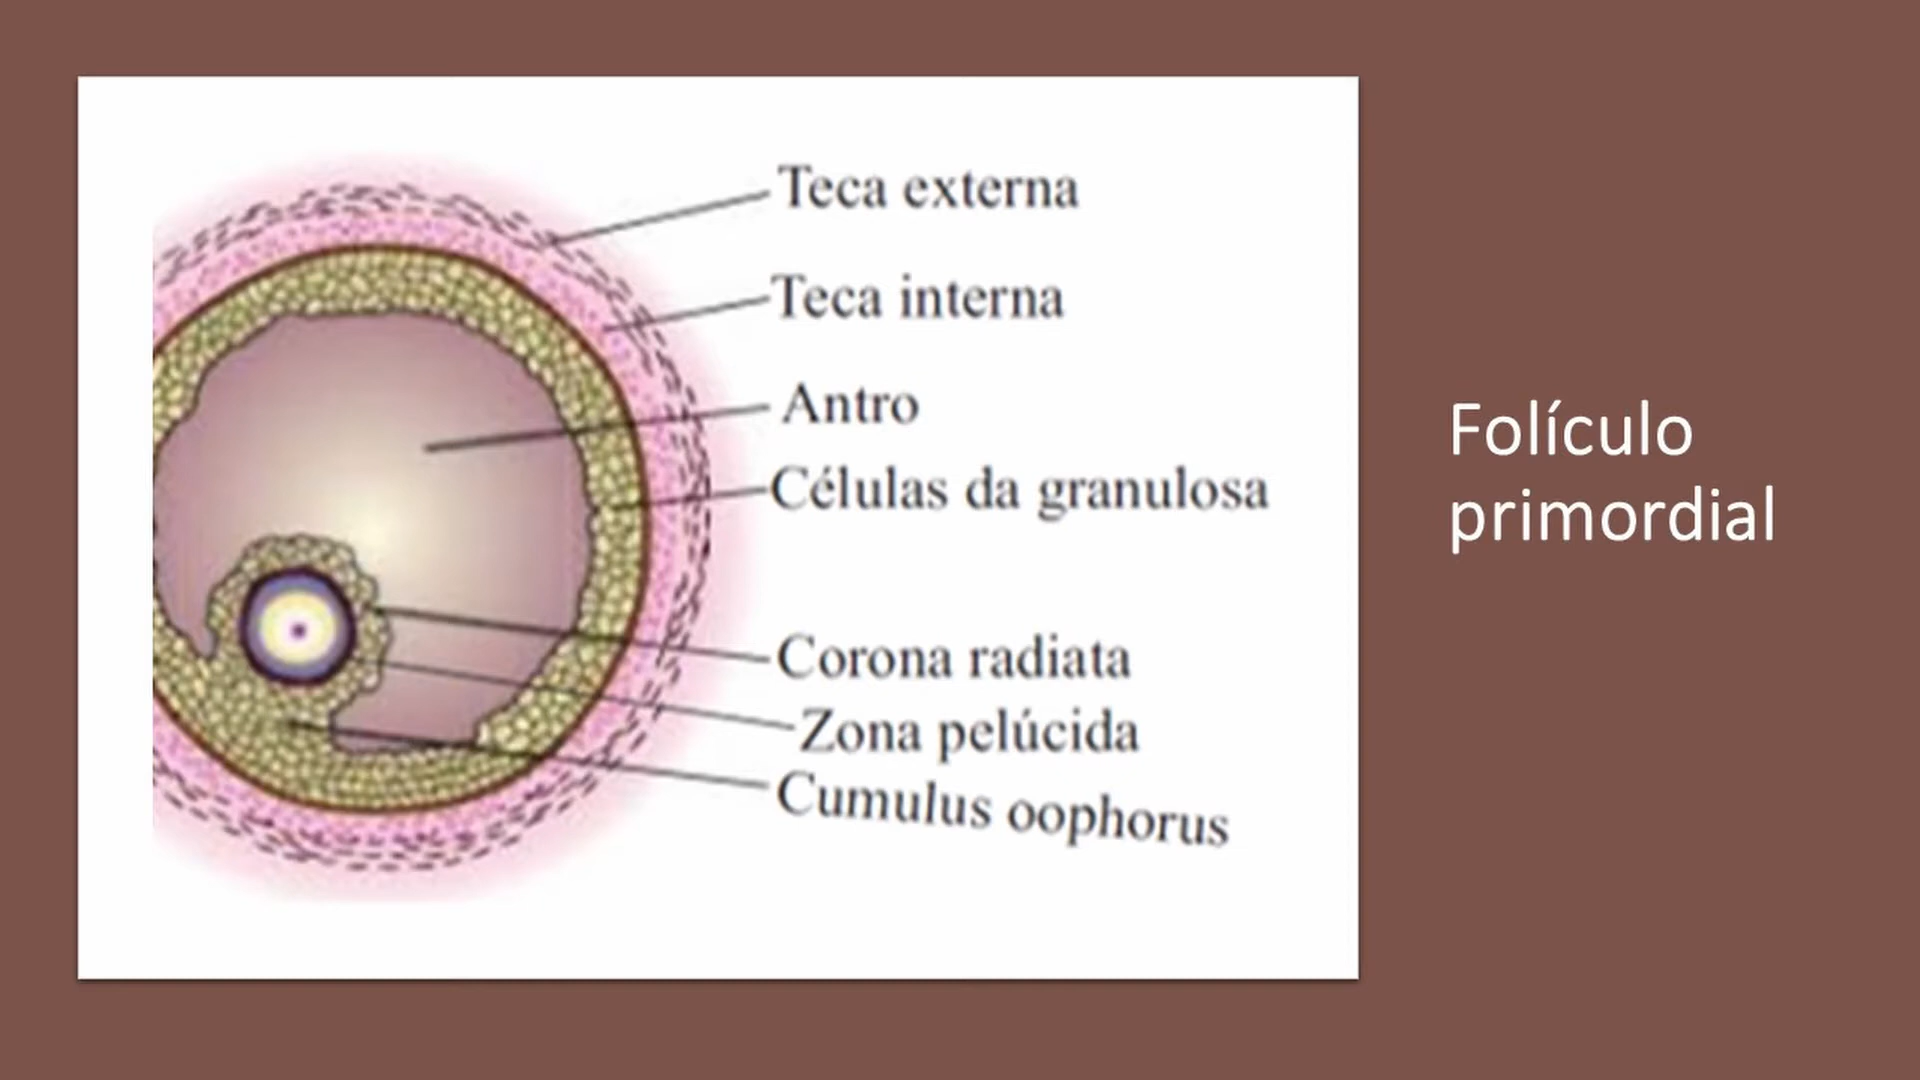 Teca externa
Teca interna
Antro
Células da granulosa
Corona radiata
Zona pelúcida
Cumulus oophorus
Folículo
primordial